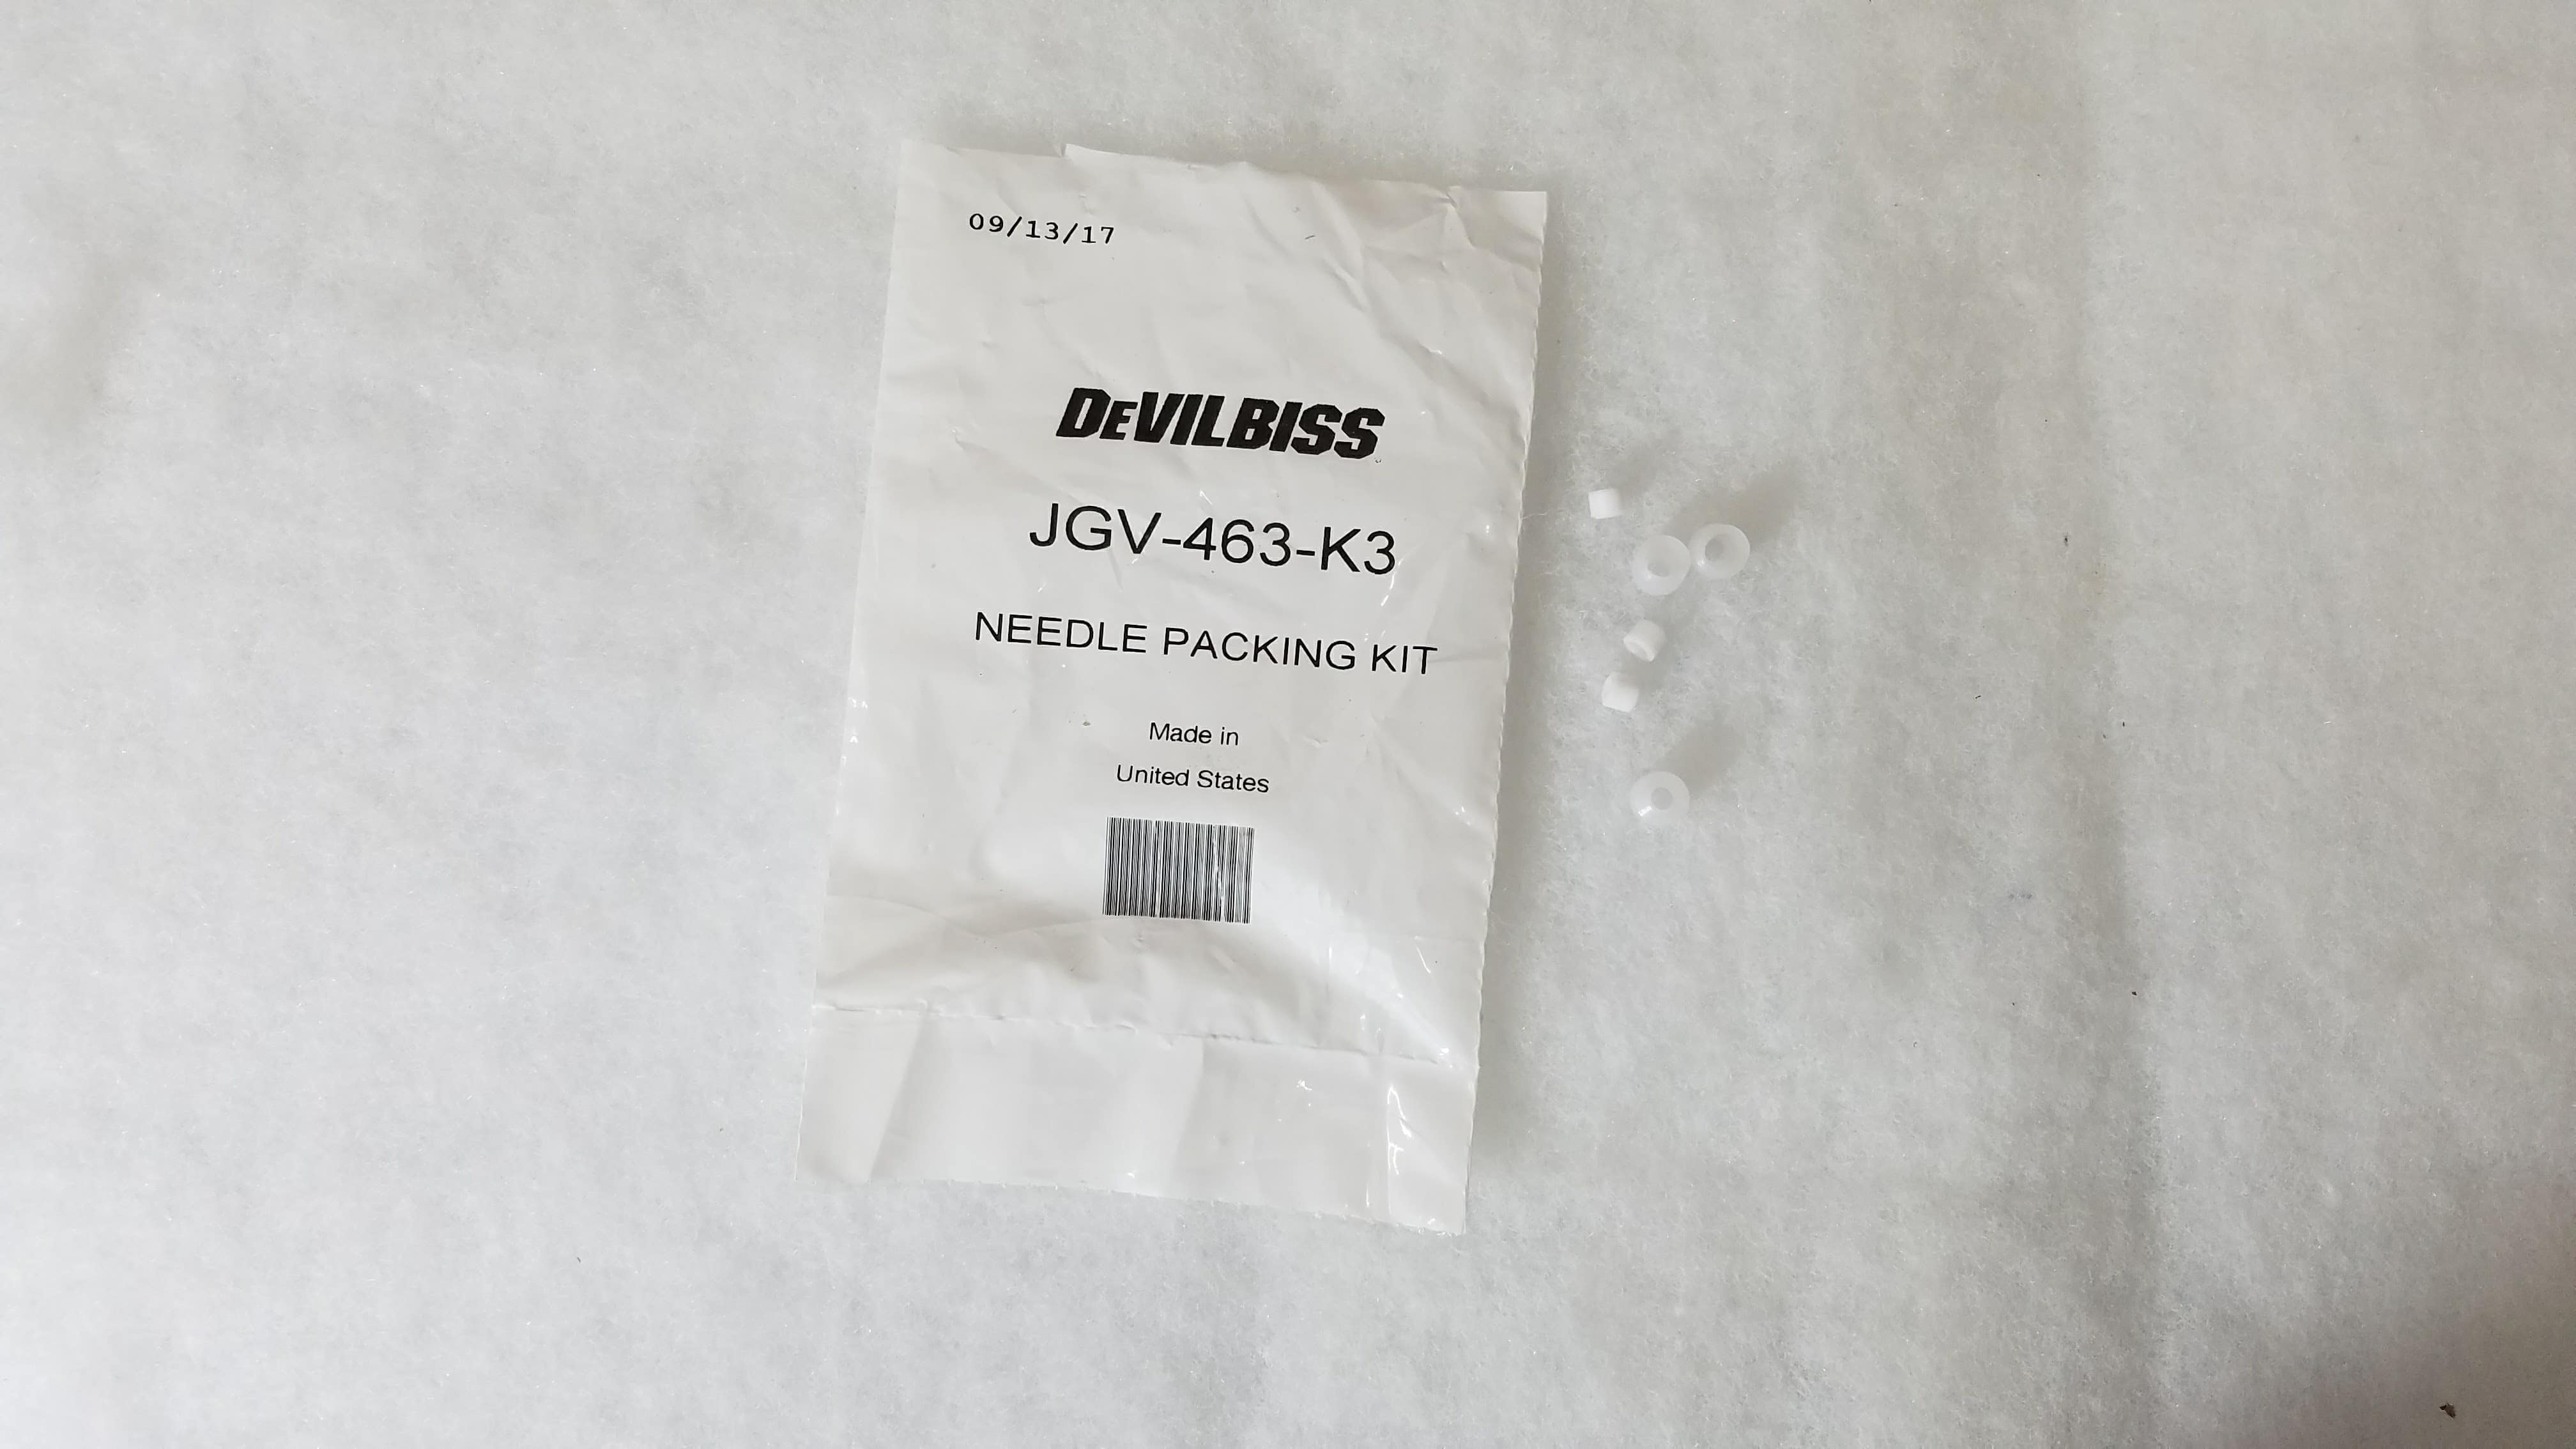 09/13/17
DEVILBISS
JGV-463-K3
NEEDLE PACKING KIT
Made in
United States